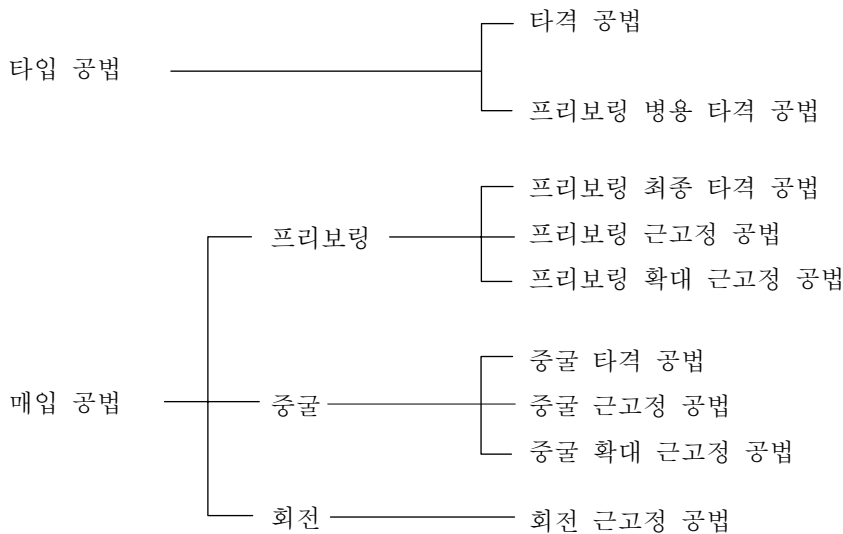 타격 공법
타입 공법
프리보링 병용 타격 공법
프리보링 최종 타격 공법
프리보링
프리보링 근고정 공법
프리보링 확대 근고정 공법
중굴 타격 공법
매입 공법
중굴
중굴 근고정 공법
중굴 확대 근고정 공법
회전
회전 근고정 공법